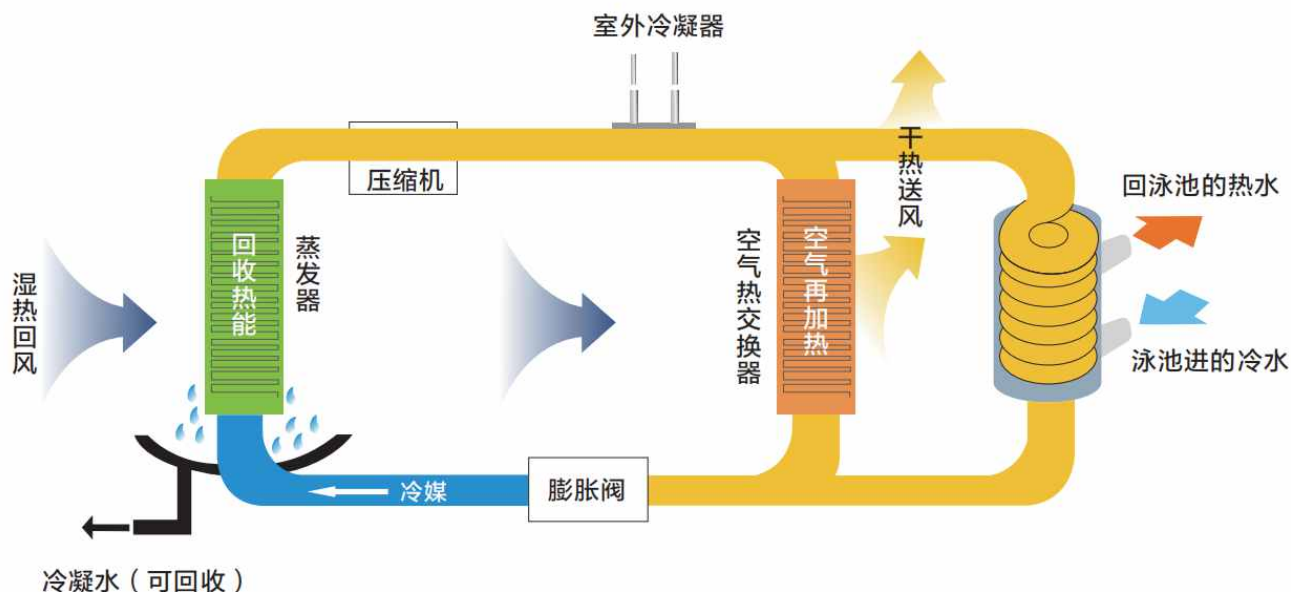 室外冷凝器
压缩机
干热送风
回泳池的热水
湿热回风
回收热能
蒸发器
空气热交换器
空气再加热
泳池进的冷水
冷媒
膨胀阀
冷凝水（可回收）